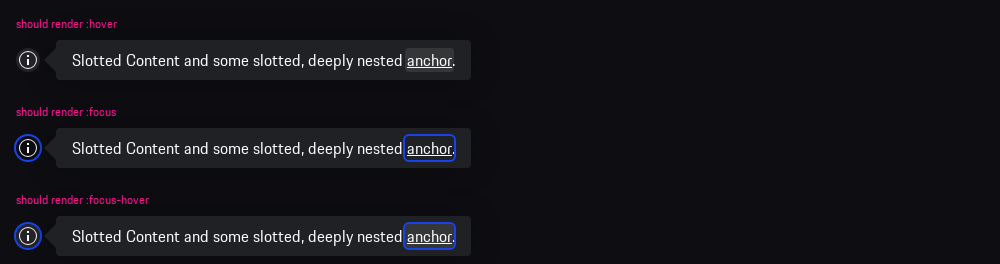 should render :hover
Slotted Content and some slotted, deeply nested anchor.
should render :focus
Slotted Content and some slotted, deeply nested anchor.
should render :focus-hover
Slotted Content and some slotted, deeply nested anchor.